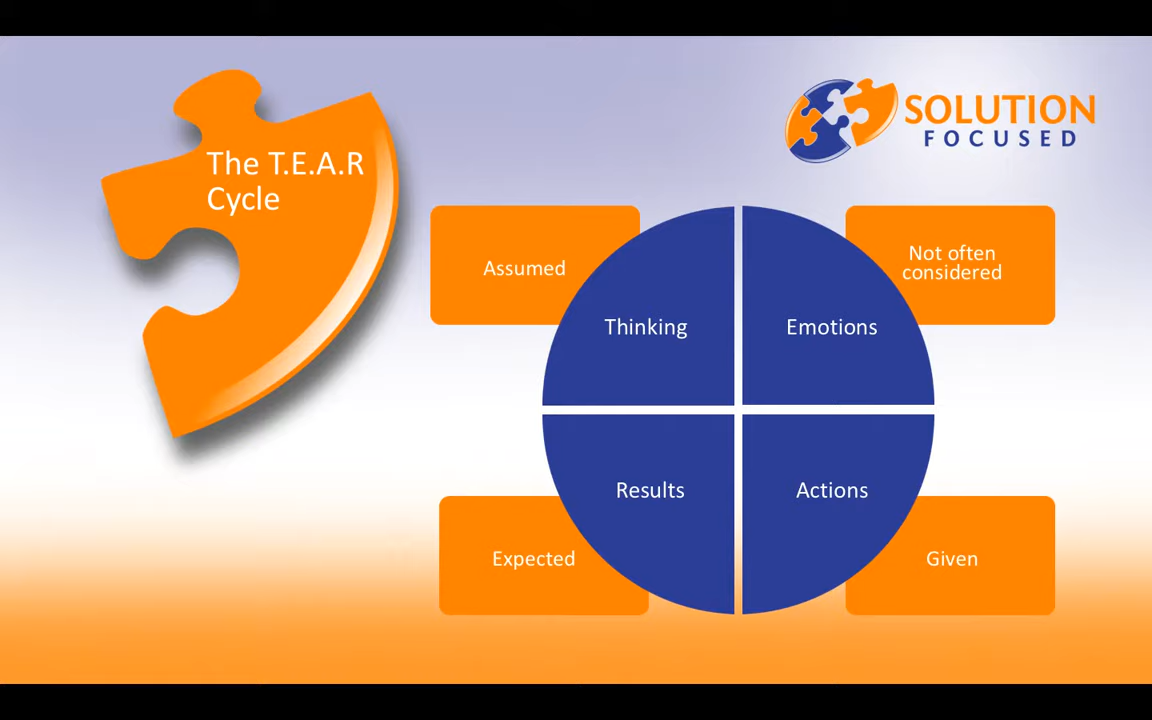 The T.E.A.R
Cycle
SOLUTION
FOCUSED
Assumed
Not often
considered
Thinking
Emotions
Results
Actions
Expected
Given